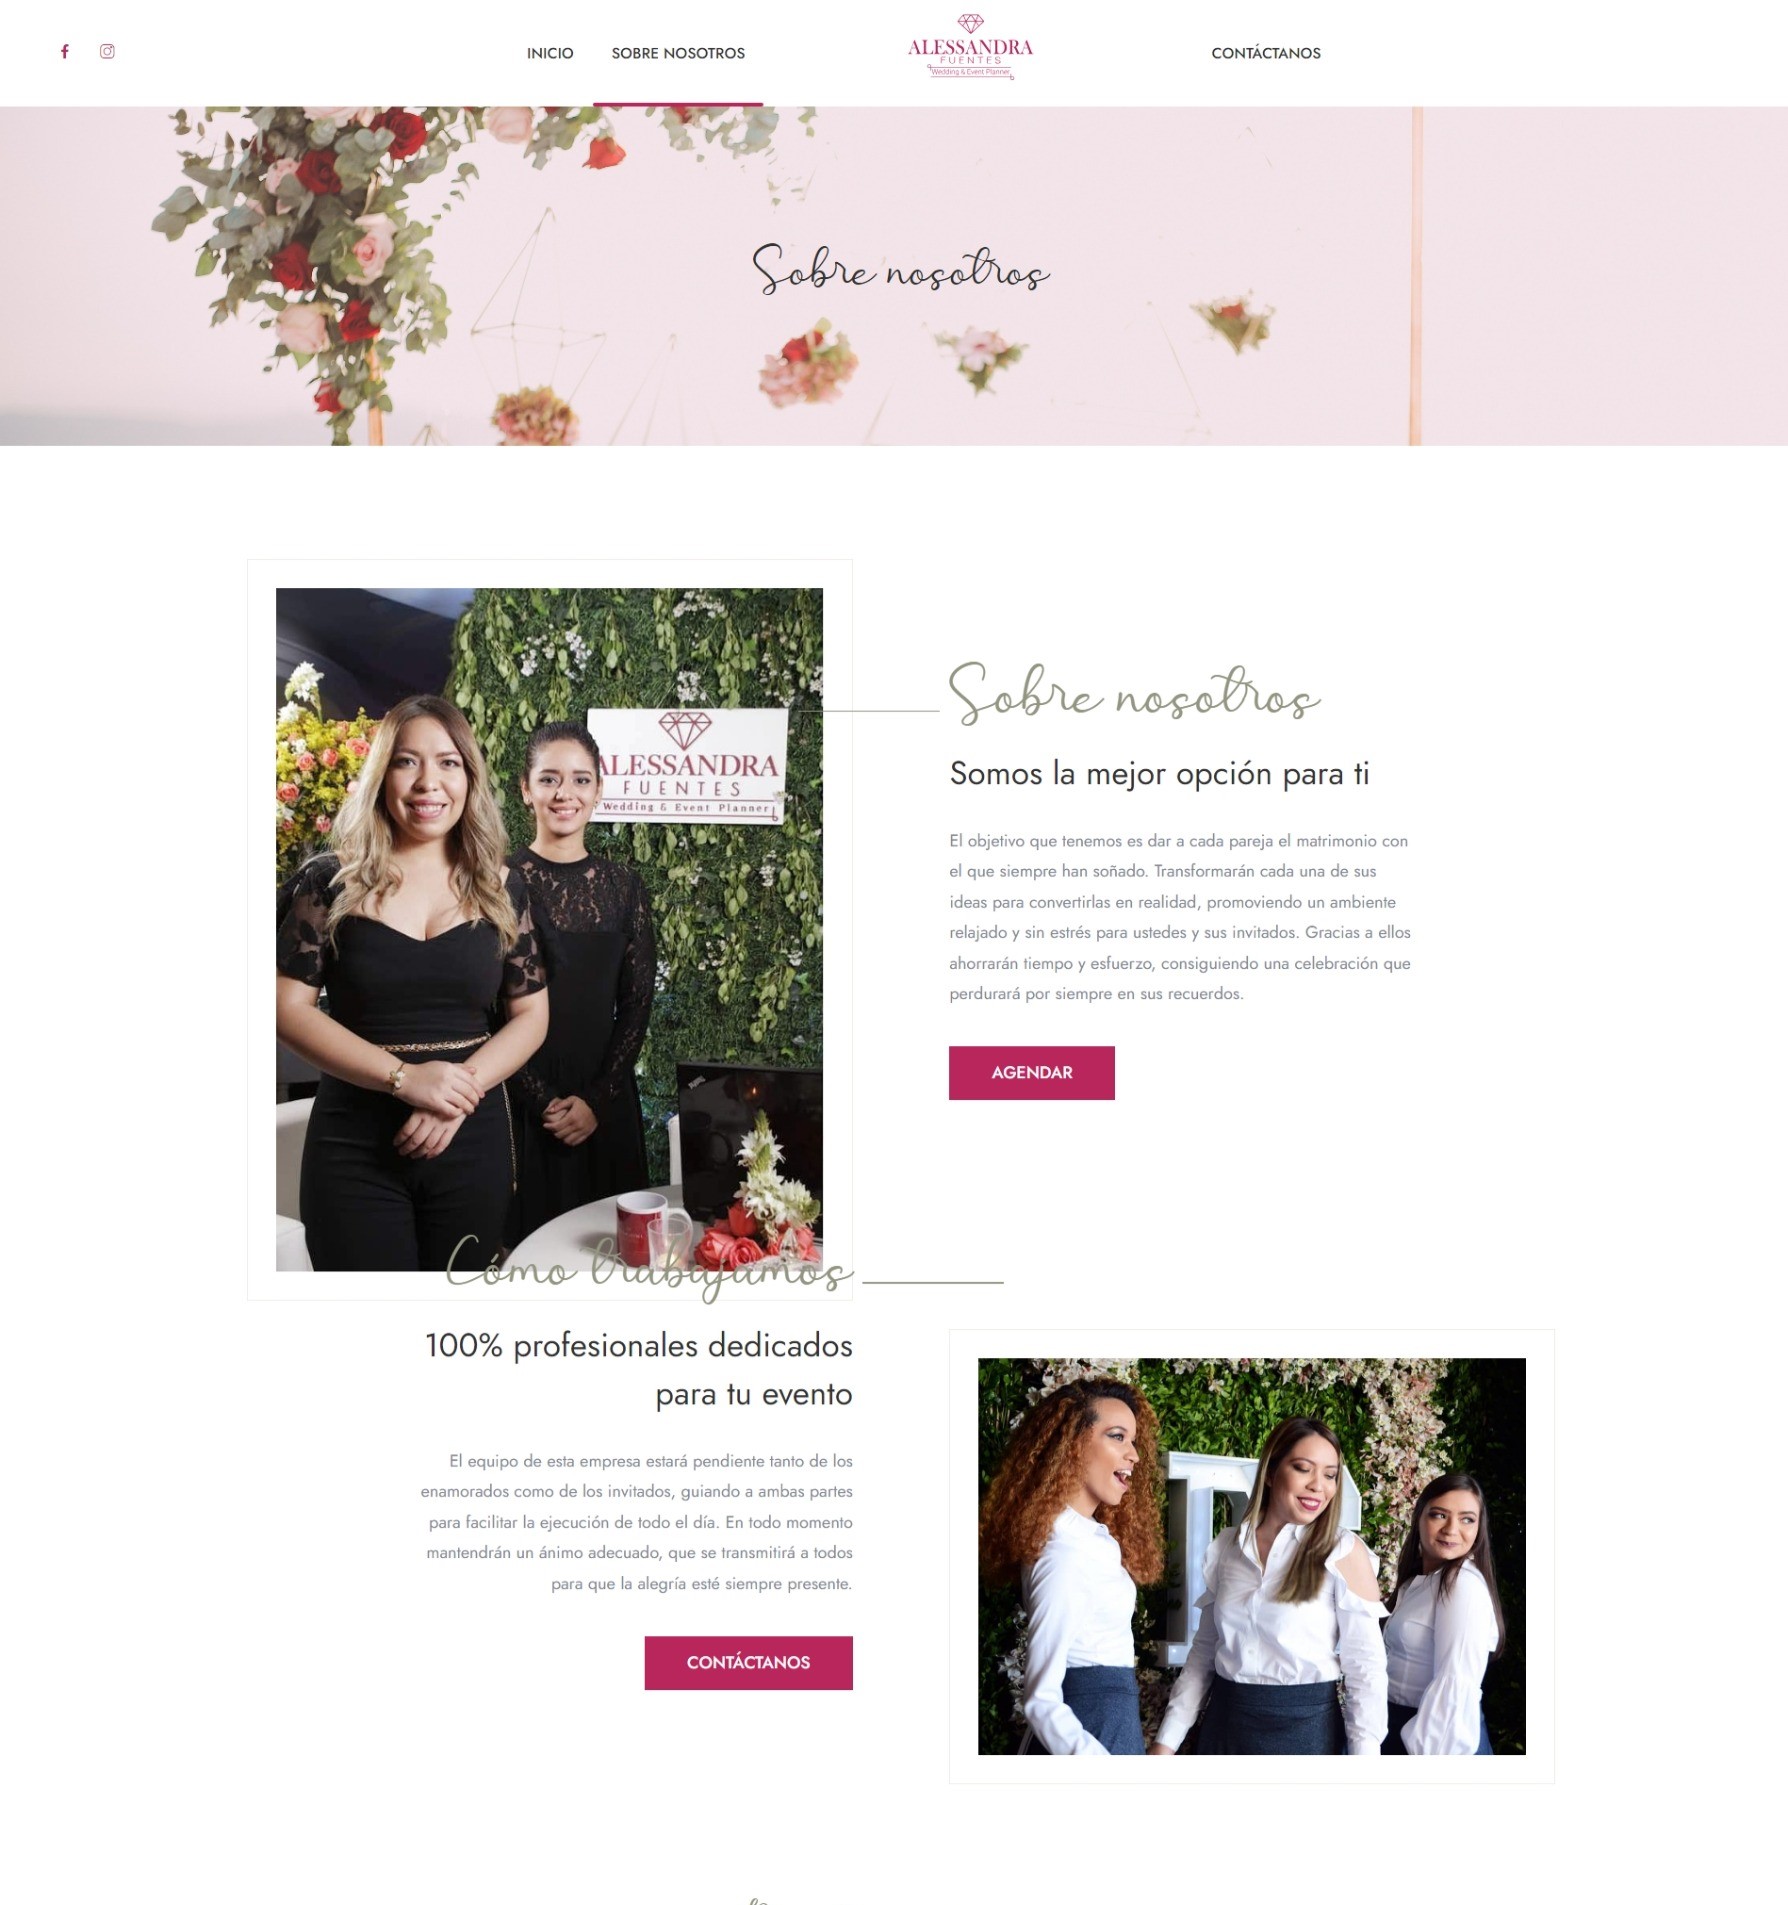 INICIO SOBRE NOSOTROS
ALESSANDRA
FUENTES
Wedding & Event Planner
CONTÁCTANOS
Sobre nosotros
ALESSANDRA
FUENTES
Wedding & Event Planner
Sobre nosotros
Somos la mejor opción para ti
El objetivo que tenemos es dar a cada pareja el matrimonio con
el que siempre han soñado. Transformarán cada una de sus
ideas para convertirlas en realidad, promoviendo un ambiente
relajado y sin estrés para ustedes y sus invitados. Gracias a ellos
ahorrarán tiempo y esfuerzo, consiguiendo una celebración que
perdurará por siempre en sus recuerdos.
AGENDAR
Cómo trabajamos
100% profesionales dedicados
para tu evento
El equipo de esta empresa estará pendiente tanto de los
enamorados como de los invitados, guiando a ambas partes
para facilitar la ejecución de todo el día. En todo momento
mantendrán un ánimo adecuado, que se transmitirá a todos
para que la alegría esté siempre presente.
CONTÁCTANOS